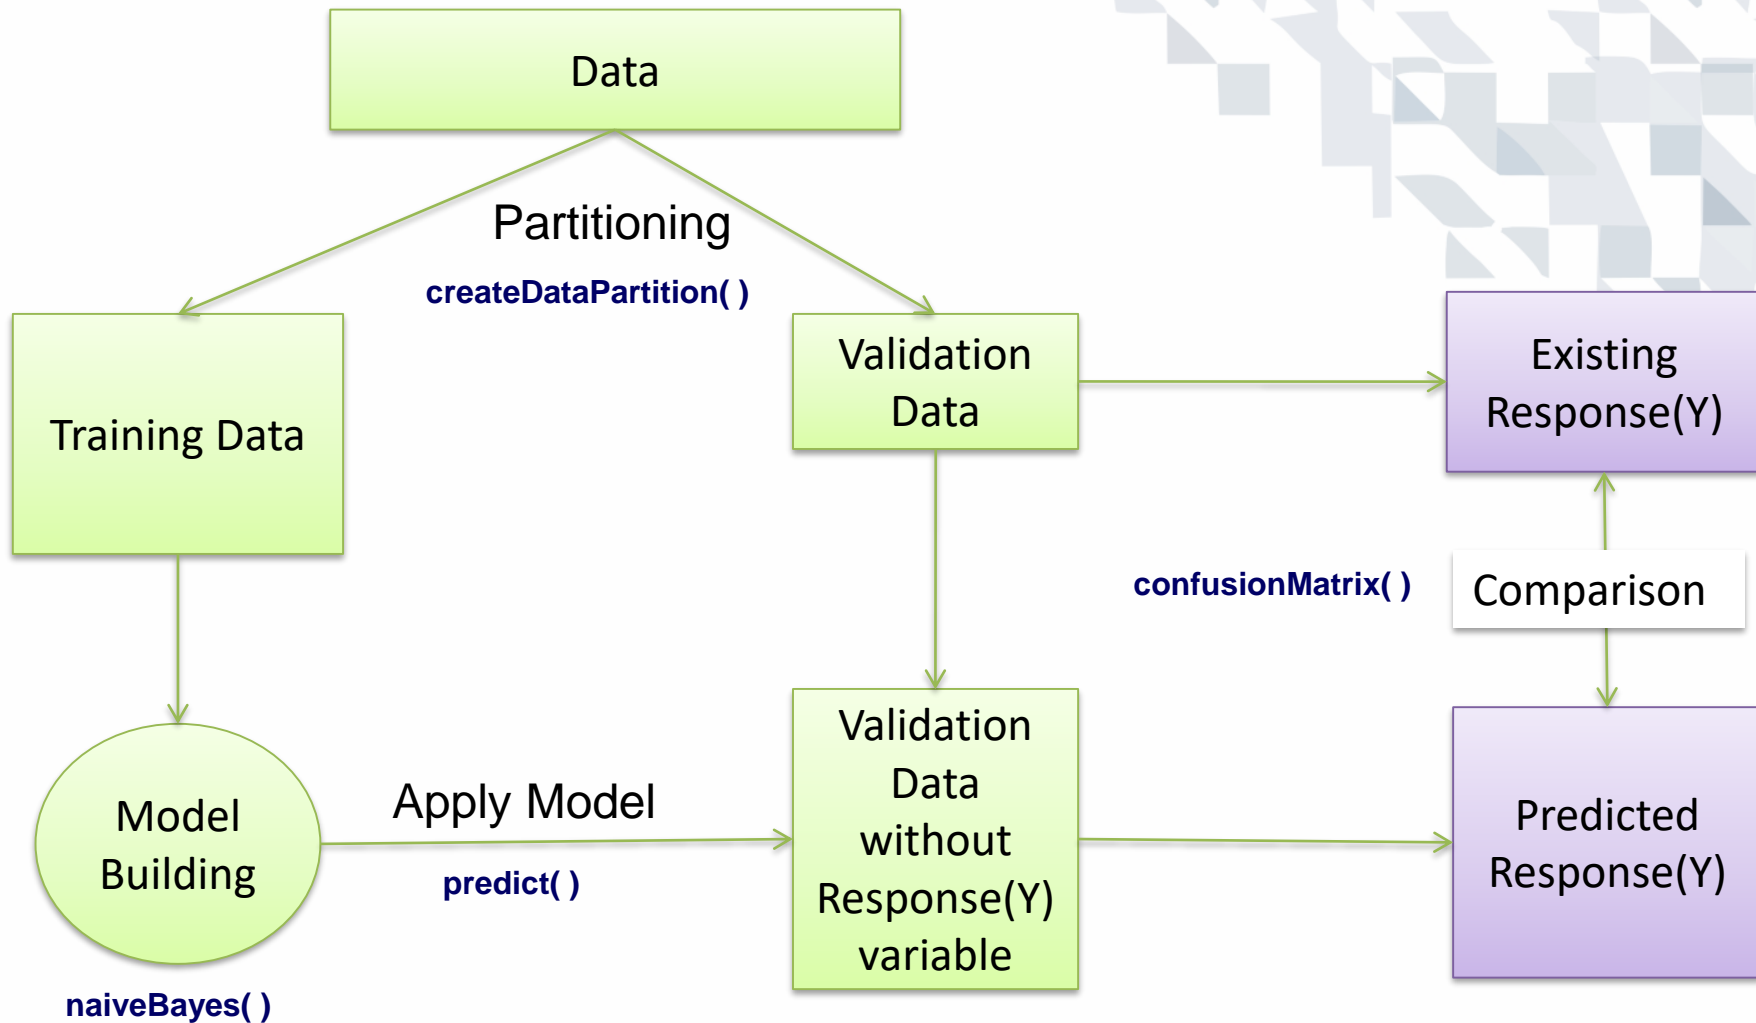 Data
Partitioning
createDataPartition( )
Training Data
Validation
Data
Existing
Response(Y)
confusionMatrix( )
Comparison
Model
Building
naiveBayes( )
Apply Model
predict( )
Validation
Data
without
Response(Y)
variable
Predicted
Response(Y)